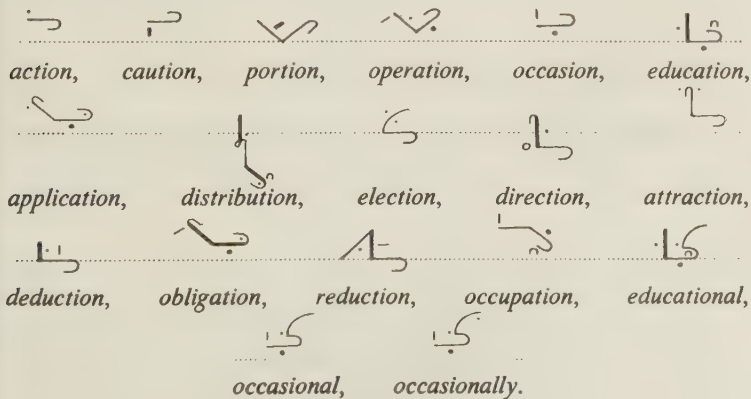 action, caution, portion, operation, occasion, education,
application, distribution, election, direction, attraction,
deduction, obligation, reduction, occupation, educational,
occasional, occasionally.